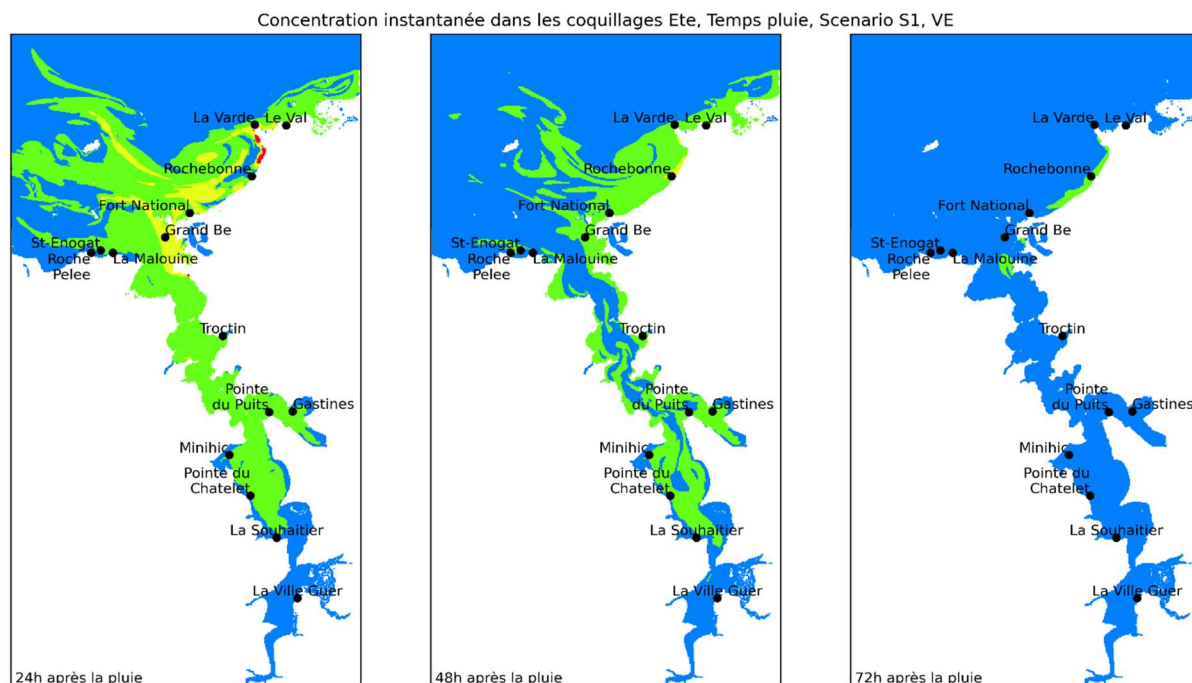 Concentration instantanée dans les coquillages Ete, Temps pluie, Scenario S1, VE
La Varde
Le Val
Rochebonne
Fort National
Grand Be
St-Enogat
Roche
Pelee
La Malouine
Troctin
Pointe
du Puits
Gastines
Minihic
Pointe du
Chatelet
La Souhaitier
La Ville Guer
24h après la pluie
La Varde
Le Val
Rochebonne
Fort National
Grand Be
St-Enogat
Roche
Pelee
La Malouine
Troctin
Pointe
du Puits
Gastines
Minihic
Pointe du
Chatelet
La Souhaitier
La Ville Guer
48h après la pluie
La Varde
Le Val
Rochebonne
Fort National
Grand Be
St-Enogat
Roche
Pelee
La Malouine
Troctin
Pointe
du Puits
Gastines
Minihic
Pointe du
Chatelet
La Souhaitier
La Ville Guer
72h après la pluie